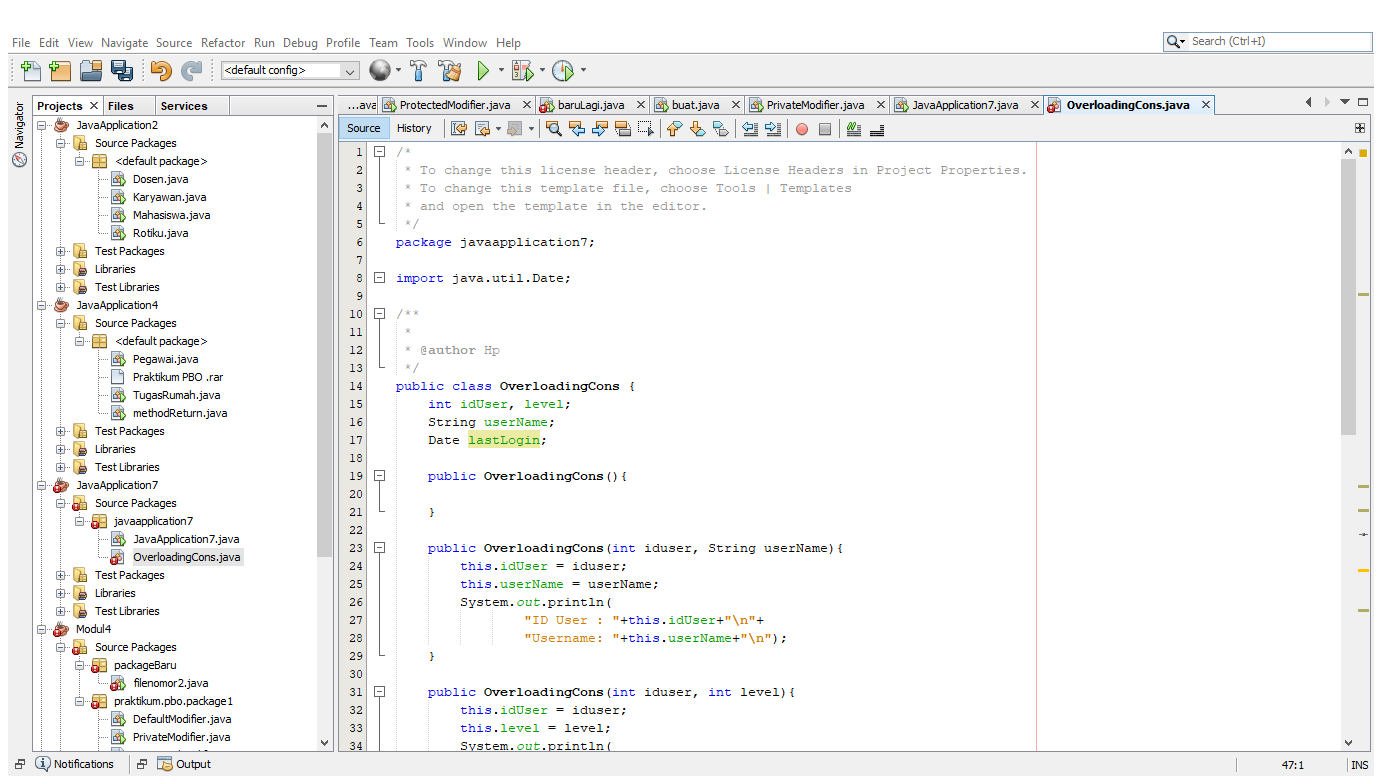 File Edit View Navigate Source Refactor Run Debug Profile Team Tools Window Help
Search (Ctrl+I)
<default config>
Navigator
Projects
Files
Services
JavaApplication2
Source Packages
<default package>
Dosen.java
Karyawan.java
Mahasiswa.java
Rotiku.java
Test Packages
Libraries
Test Libraries
JavaApplication4
Source Packages
<default package>
Pegawai.java
Praktikum PBO .rar
TugasRumah.java
methodReturn.java
Test Packages
Libraries
Test Libraries
JavaApplication7
Source Packages
javaapplication7
JavaApplication7.java
OverloadingCons.java
Test Packages
Libraries
Test Libraries
Modul4
Source Packages
packageBaru
filenomor2.java
praktikum.pbo.package1
DefaultModifier.java
PrivateModifier.java
...ava ProtectedModifier.java baruLagi.java buat.java PrivateModifier.java JavaApplication7.java OverloadingCons.java
Source History
1 /*
2 * To change this license header, choose License Headers in Project Properties.
3 * To change this template file, choose Tools | Templates
4 * and open the template in the editor.
5 */
6 package javaapplication7;
7
8 import java.util.Date;
9
10 /**
11 *
12 * @author Hp
13 */
14 public class OverloadingCons {
15 int idUser, level;
16 String userName;
17 Date lastLogin;
18
19 public OverloadingCons(){
20
21 }
22
23 public OverloadingCons(int iduser, String userName){
24 this.idUser = iduser;
25 this.userName = userName;
26 System.out.println(
27 "ID User : "+this.idUser+"\n"+
28 "Username: "+this.userName+"\n");
29 }
30
31 public OverloadingCons(int iduser, int level){
32 this.idUser = iduser;
33 this.level = level;
34 System.out.println(
Notifications Output
47:1 INS